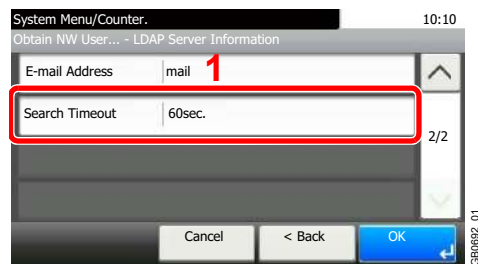 System Menu/Counter. 10:10
Obtain NW User... - LDAP Server Information
E-mail Address mail 1
Search Timeout 60sec.
2/2
Cancel < Back OK
GB0692_01